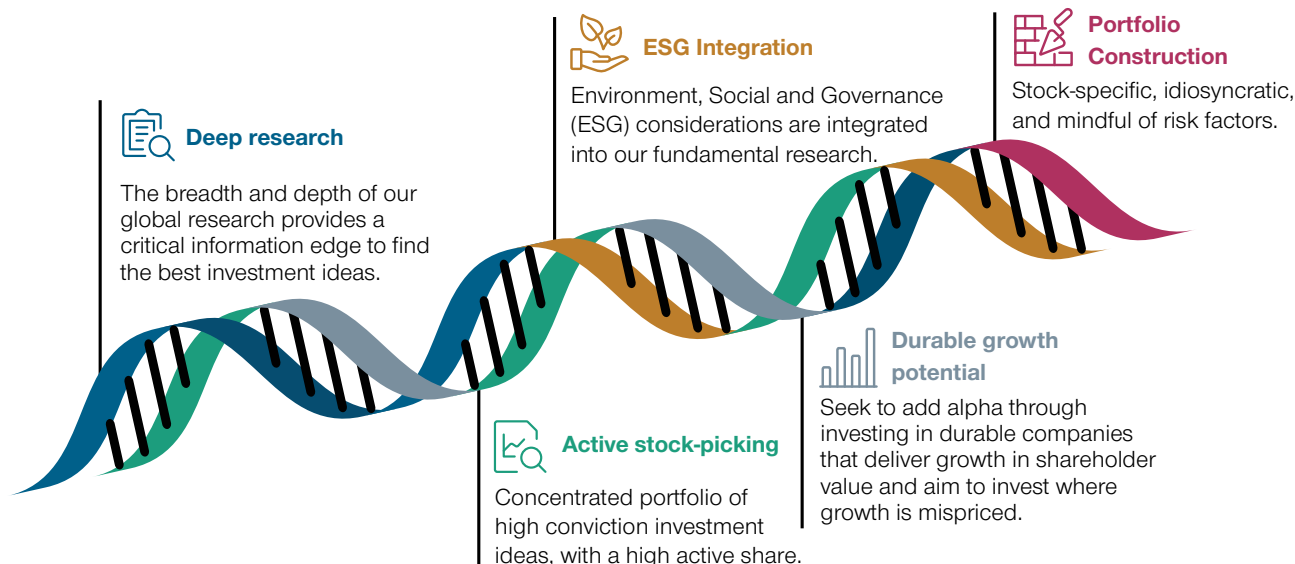 Deep research
The breadth and depth of our
global research provides a
critical information edge to find
the best investment ideas.
Active stock-picking
Concentrated portfolio of
high conviction investment
ideas, with a high active share.
ESG Integration
Environment, Social and Governance
(ESG) considerations are integrated
into our fundamental research.
Durable growth
potential
Seek to add alpha through
investing in durable companies
that deliver growth in shareholder
value and aim to invest where
growth is mispriced.
Portfolio
Construction
Stock-specific, idiosyncratic,
and mindful of risk factors.